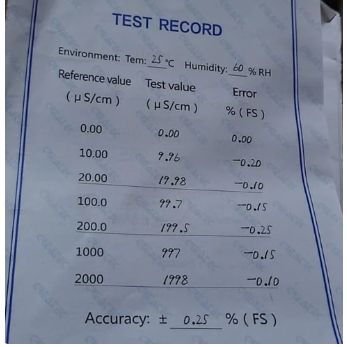 TEST RECORD
Environment: Tem: 25 °C Humidity: 60 % RH
Reference value Test value Error
(μS/cm) (μS/cm) % (FS)
0.00 0.00 0.00
10.00 9.96 -0.20
20.00 19.98 -0.10
100.0 99.7 -0.15
200.0 199.5 -0.25
1000 997 -0.15
2000 1998 -0.10
Accuracy: ± 0.25 % (FS)